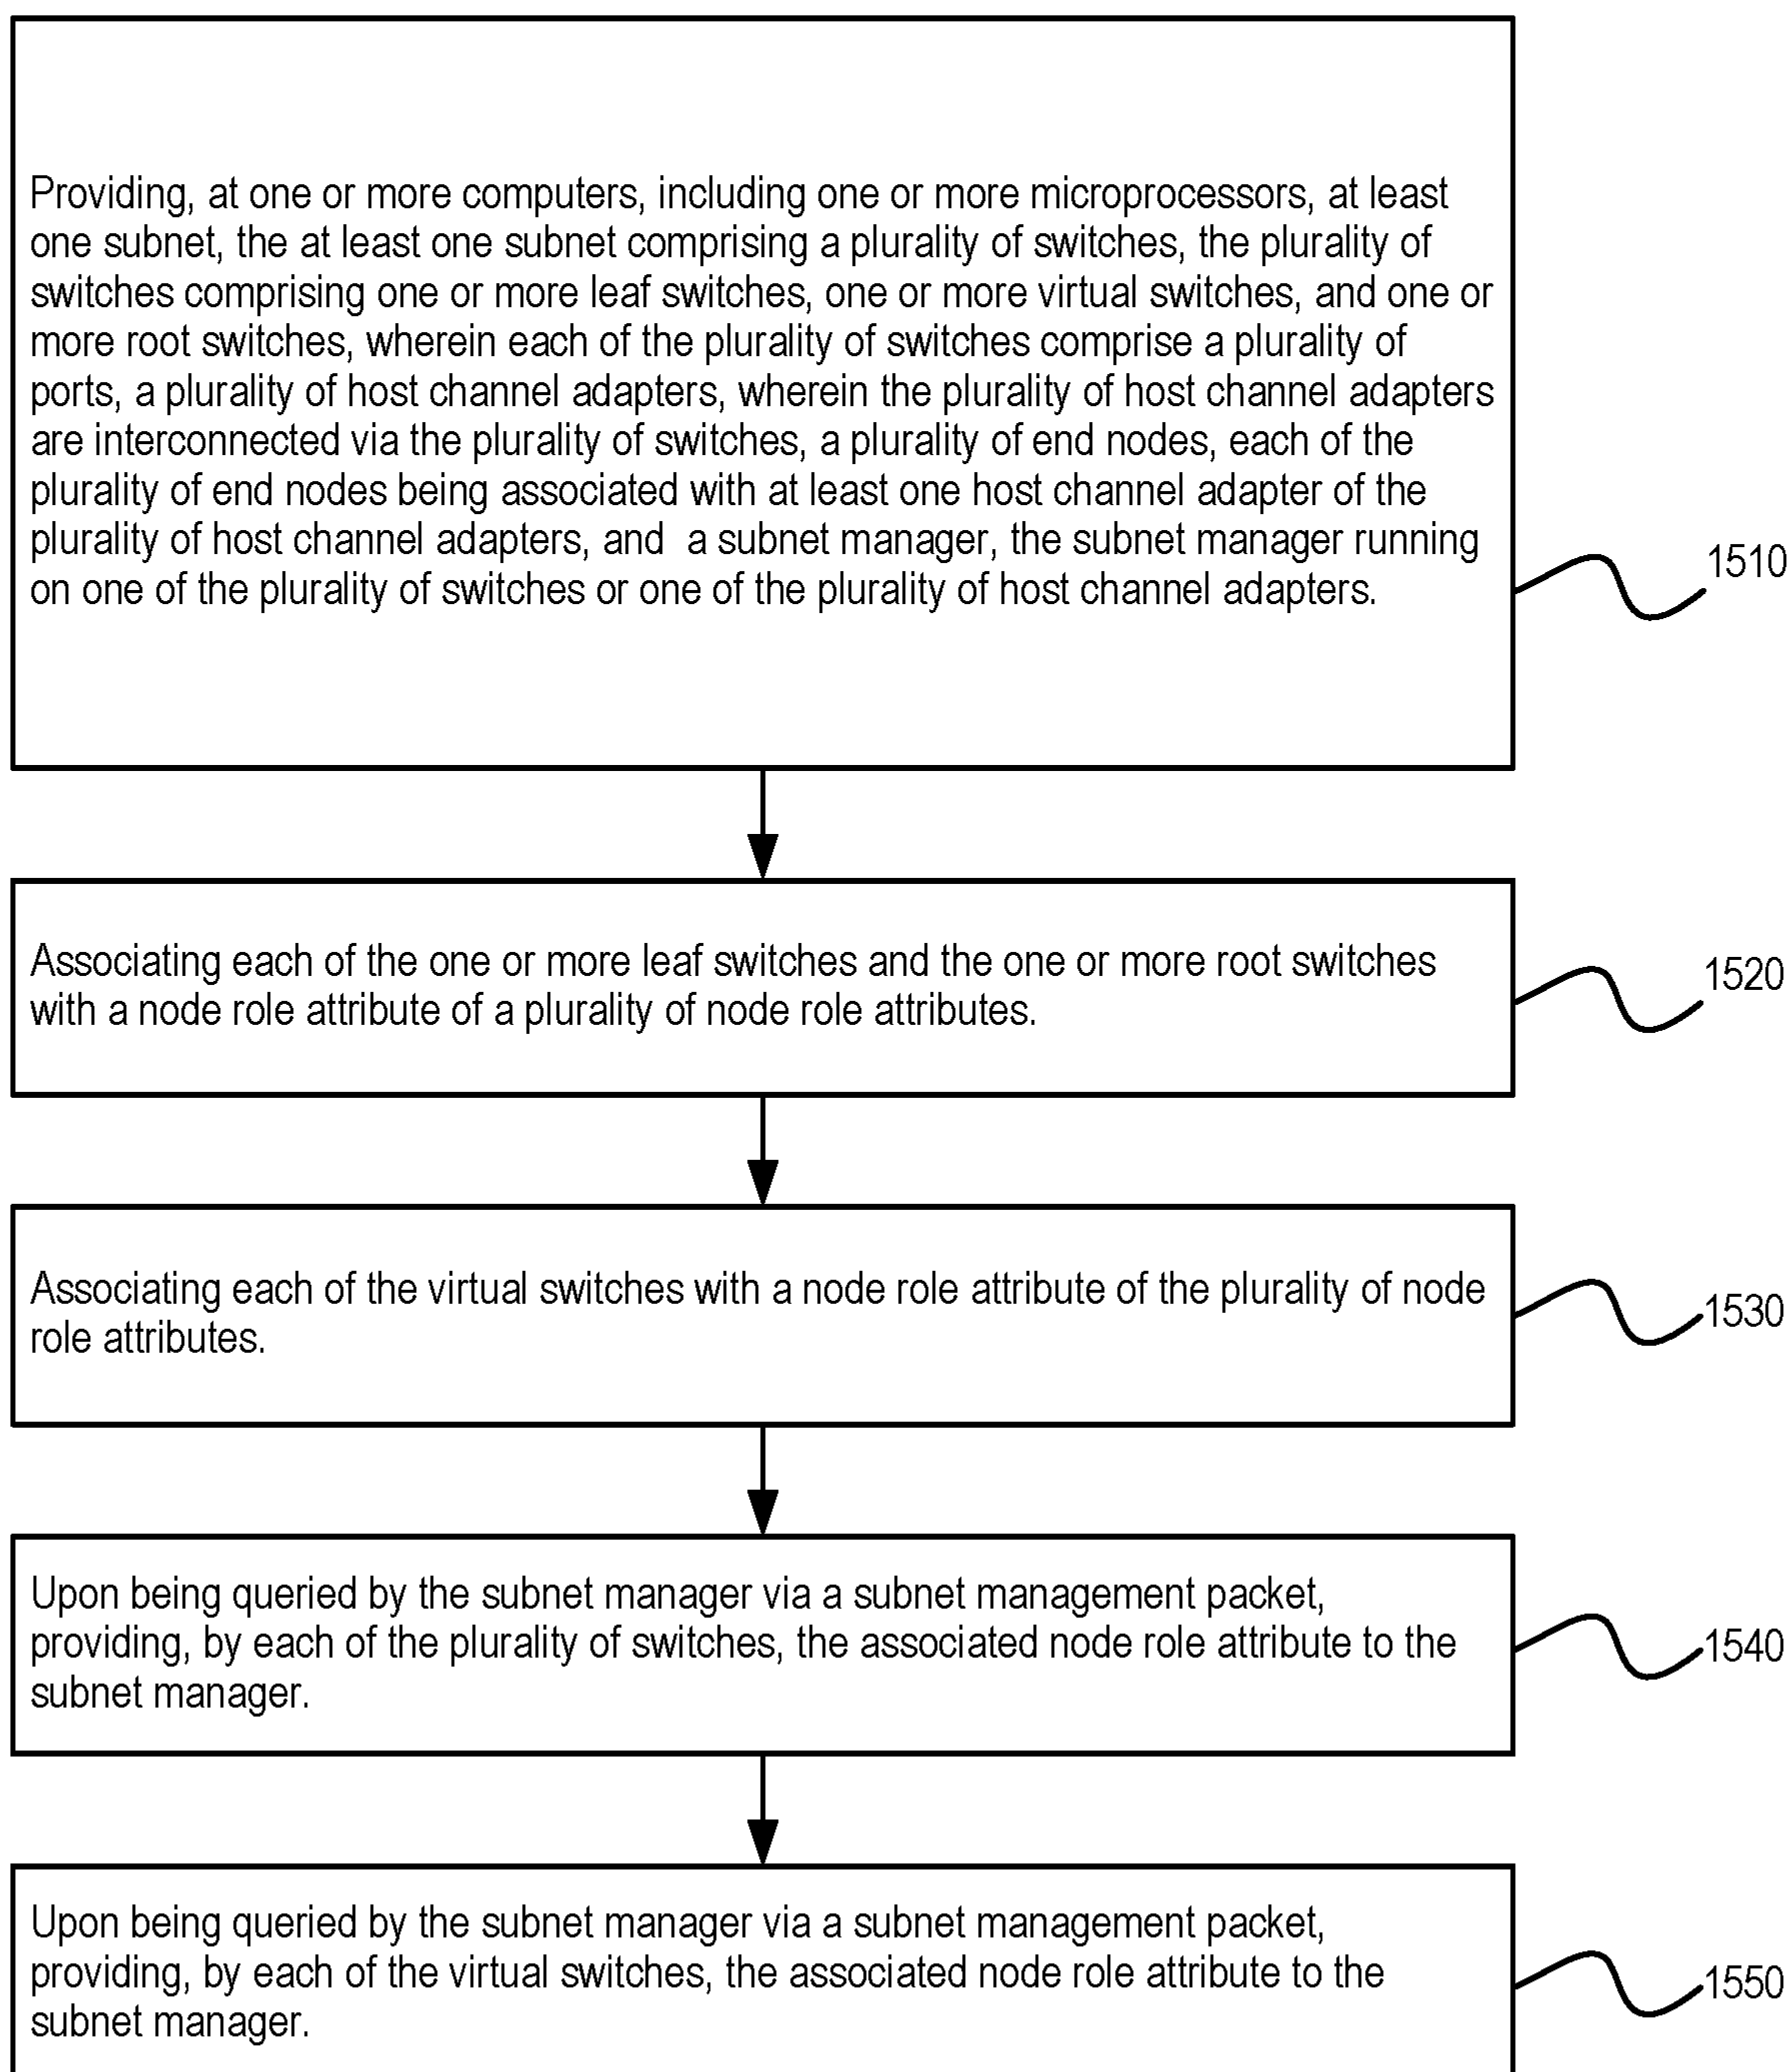 Providing, at one or more computers, including one or more microprocessors, at least
one subnet, the at least one subnet comprising a plurality of switches, the plurality of
switches comprising one or more leaf switches, one or more virtual switches, and one or
more root switches, wherein each of the plurality of switches comprise a plurality of
ports, a plurality of host channel adapters, wherein the plurality of host channel adapters
are interconnected via the plurality of switches, a plurality of end nodes, each of the
plurality of end nodes being associated with at least one host channel adapter of the
plurality of host channel adapters, and  a subnet manager, the subnet manager running
on one of the plurality of switches or one of the plurality of host channel adapters.
1510
Associating each of the one or more leaf switches and the one or more root switches
with a node role attribute of a plurality of node role attributes.
1520
Associating each of the virtual switches with a node role attribute of the plurality of node
role attributes.
1530
Upon being queried by the subnet manager via a subnet management packet,
providing, by each of the plurality of switches, the associated node role attribute to the
subnet manager.
1540
Upon being queried by the subnet manager via a subnet management packet,
providing, by each of the virtual switches, the associated node role attribute to the
subnet manager.
1550